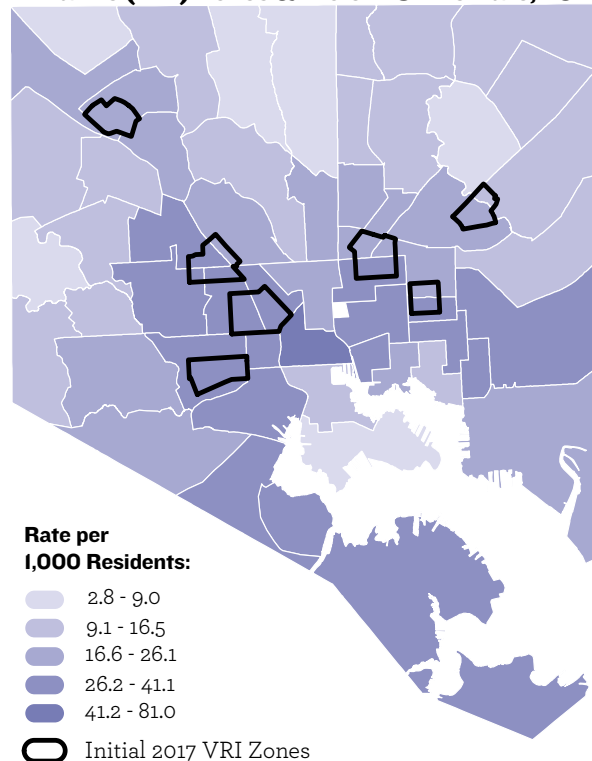 Rate per
1,000 Residents:
2.8 - 9.0
9.1 - 16.5
16.6 - 26.1
26.2 - 41.1
41.2 - 81.0
Initial 2017 VRI Zones